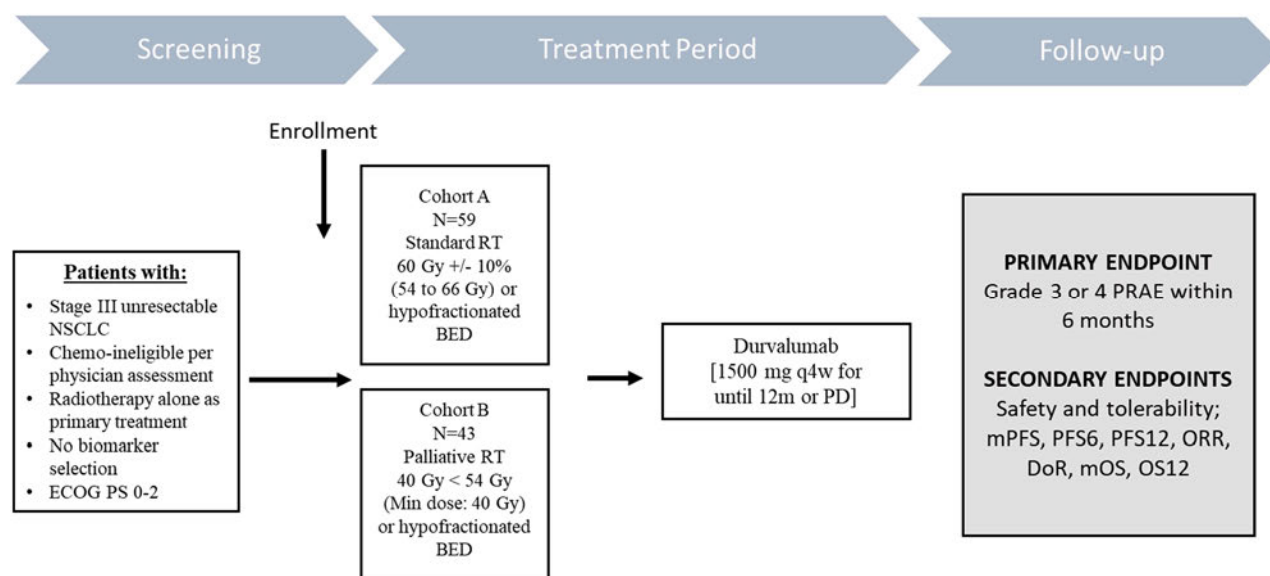 Screening
Treatment Period
Follow-up
Enrollment
Patients with:
• Stage III unresectable
NSCLC
• Chemo-ineligible per
physician assessment
• Radiotherapy alone as
primary treatment
• No biomarker
selection
• ECOG PS 0-2
Cohort A
N=59
Standard RT
60 Gy +/- 10%
(54 to 66 Gy) or
hypofractionated
BED
Cohort B
N=43
Palliative RT
40 Gy < 54 Gy
(Min dose: 40 Gy)
or hypofractionated
BED
Durvalumab
[1500 mg q4w for
until 12m or PD]
PRIMARY ENDPOINT
Grade 3 or 4 PRAE within
6 months
SECONDARY ENDPOINTS
Safety and tolerability;
mPFS, PFS6, PFS12, ORR,
DoR, mOS, OS12